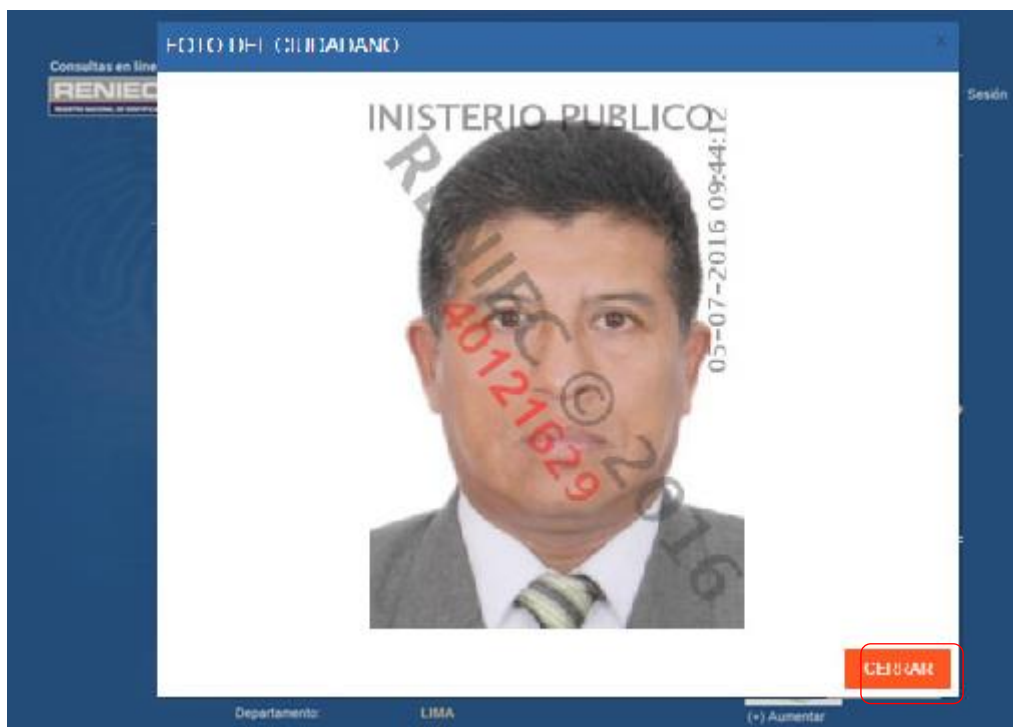 FOTO DEL CIUDADANO
×
Consultas en líne
RENIEC
Sesión
INISTERIO PUBLICO
05-07-2016 09:44:12
RENIEC © 2016
40121629
CERRAR
Departamento:
LIMA
(+) Aumentar